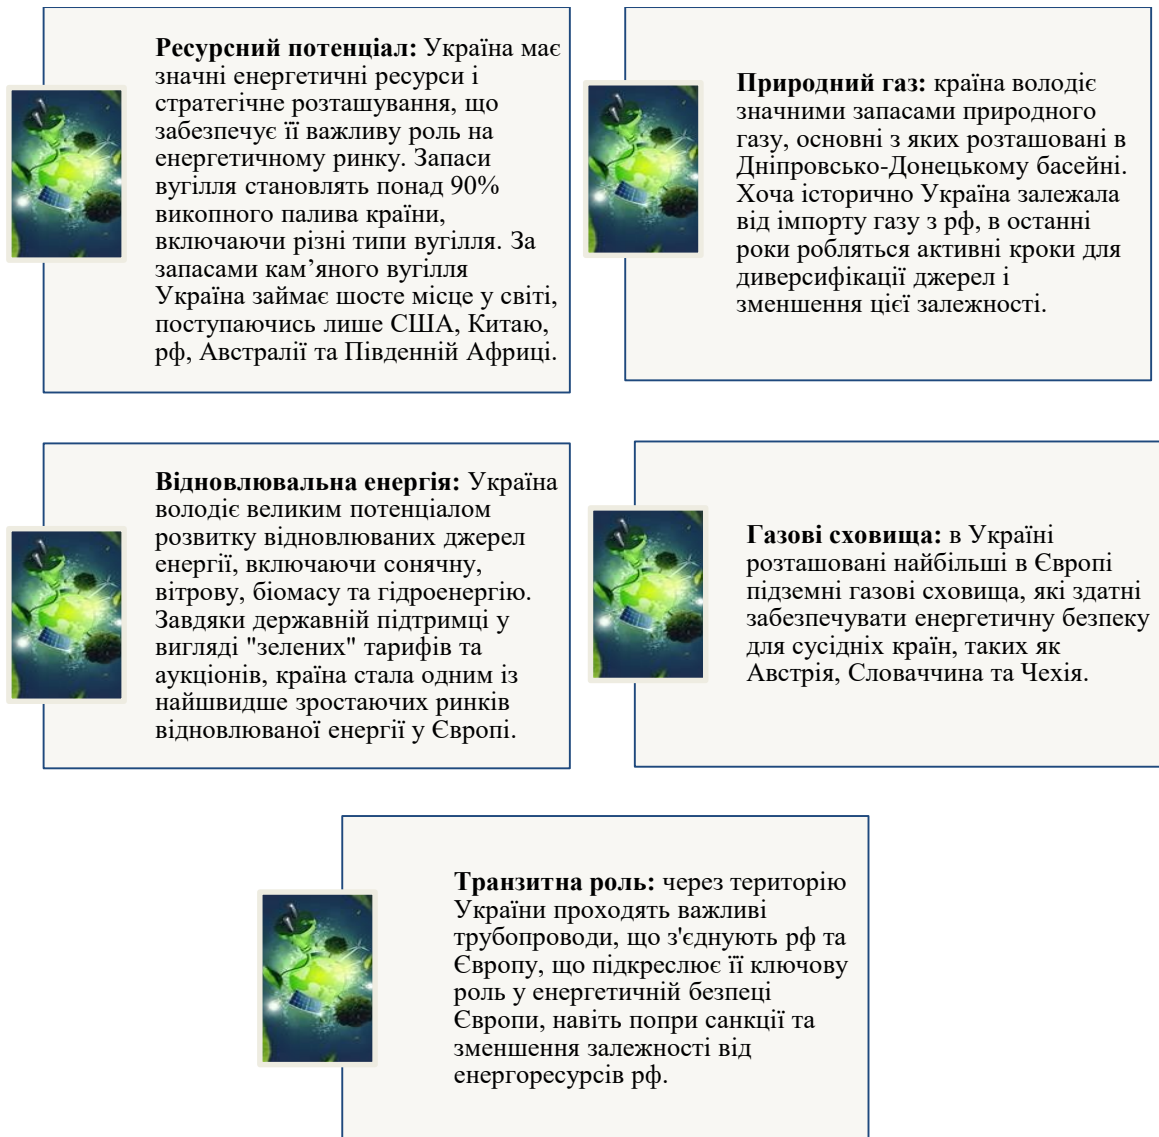 Ресурсний потенціал: Україна має
значні енергетичні ресурси і
стратегічне розташування, що
забезпечує її важливу роль на
енергетичному ринку. Запаси
вугілля становлять понад 90%
викопного палива країни,
включаючи різні типи вугілля. За
запасами кам’яного вугілля
Україна займає шосте місце у світі,
поступаючись лише США, Китаю,
рф, Австралії та Південній Африці.
Природний газ: країна володіє
значними запасами природного
газу, основні з яких розташовані в
Дніпровсько-Донецькому басейні.
Хоча історично Україна залежала
від імпорту газу з рф, в останні
роки робляться активні кроки для
диверсифікації джерел і
зменшення цієї залежності.
Відновлювальна енергія: Україна
володіє великим потенціалом
розвитку відновлюваних джерел
енергії, включаючи сонячну,
вітрову, біомасу та гідроенергію.
Завдяки державній підтримці у
вигляді "зелених" тарифів та
аукціонів, країна стала одним із
найшвидше зростаючих ринків
відновлюваної енергії у Європі.
Газові сховища: в Україні
розташовані найбільші в Європі
підземні газові сховища, які здатні
забезпечувати енергетичну безпеку
для сусідніх країн, таких як
Австрія, Словаччина та Чехія.
Транзитна роль: через територію
України проходять важливі
трубопроводи, що з'єднують рф та
Європу, що підкреслює її ключову
роль у енергетичній безпеці
Європи, навіть попри санкції та
зменшення залежності від
енергоресурсів рф.